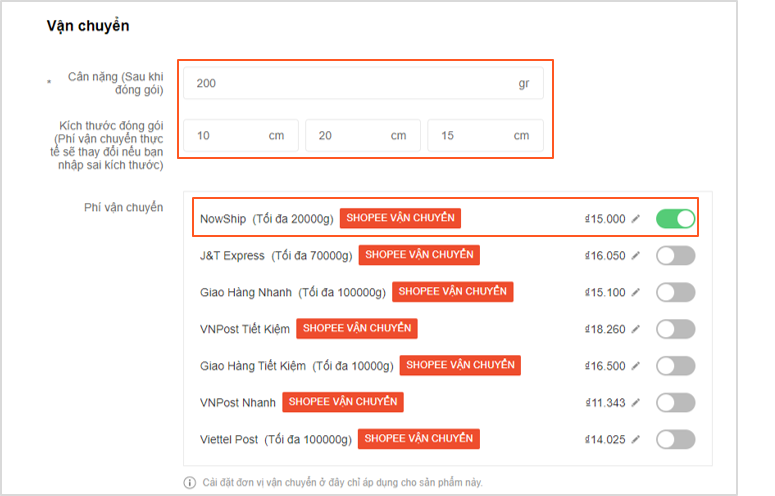 Vận chuyển
* Cân nặng (Sau khi
đóng gói)
200 gr
Kích thước đóng gói
(Phí vận chuyển thực
tế sẽ thay đổi nếu bạn
nhập sai kích thước)
10 cm 20 cm 15 cm
Phí vận chuyển
NowShip (Tối đa 20000g) SHOPEE VẬN CHUYỂN ₫15.000
J&T Express (Tối đa 70000g) SHOPEE VẬN CHUYỂN ₫16.050
Giao Hàng Nhanh (Tối đa 100000g) SHOPEE VẬN CHUYỂN ₫15.100
VNPost Tiết Kiệm SHOPEE VẬN CHUYỂN ₫18.260
Giao Hàng Tiết Kiệm (Tối đa 10000g) SHOPEE VẬN CHUYỂN ₫16.500
VNPost Nhanh SHOPEE VẬN CHUYỂN ₫11.343
Viettel Post (Tối đa 100000g) SHOPEE VẬN CHUYỂN ₫14.025
Cài đặt đơn vị vận chuyển ở đây chỉ áp dụng cho sản phẩm này.